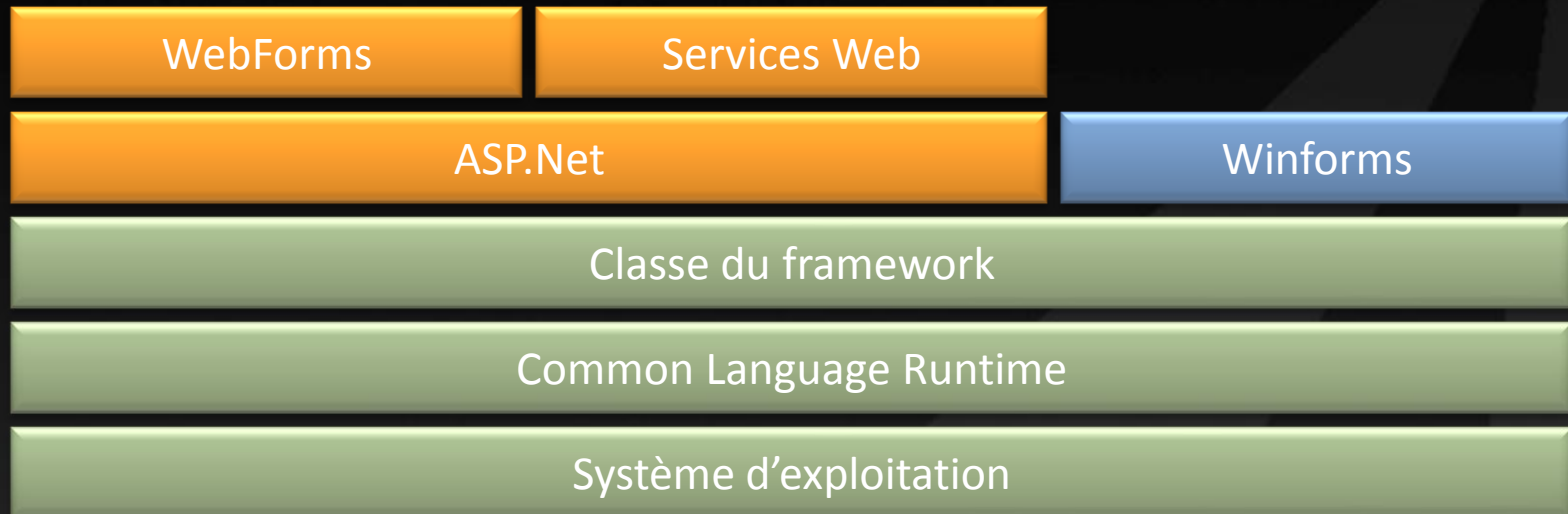 WebForms
Services Web
ASP.Net
Winforms
Classe du framework
Common Language Runtime
Système d’exploitation